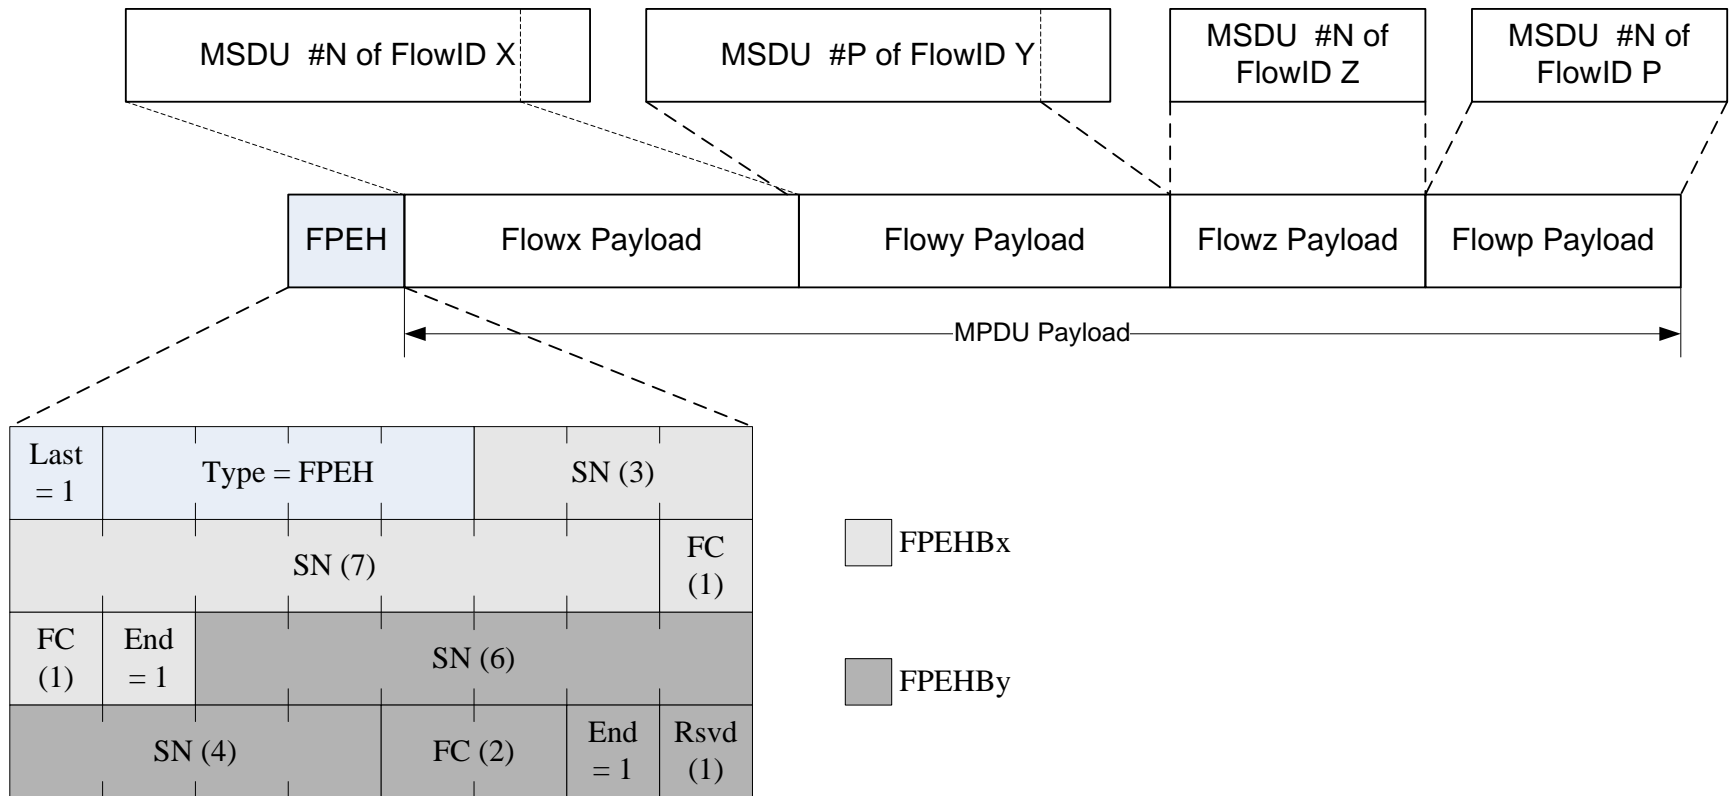 MSDU #N of FlowID X
MSDU #P of FlowID Y
MSDU #N of
FlowID Z
MSDU #N of
FlowID P
FPEH
Flowx Payload
Flowy Payload
Flowz Payload
Flowp Payload
MPDU Payload
Last
= 1
Type = FPEH
SN (3)
SN (7)
FC
(1)
FC
(1)
End
= 1
SN (6)
SN (4)
FC (2)
End
= 1
Rsvd
(1)
FPEHBx
FPEHBy